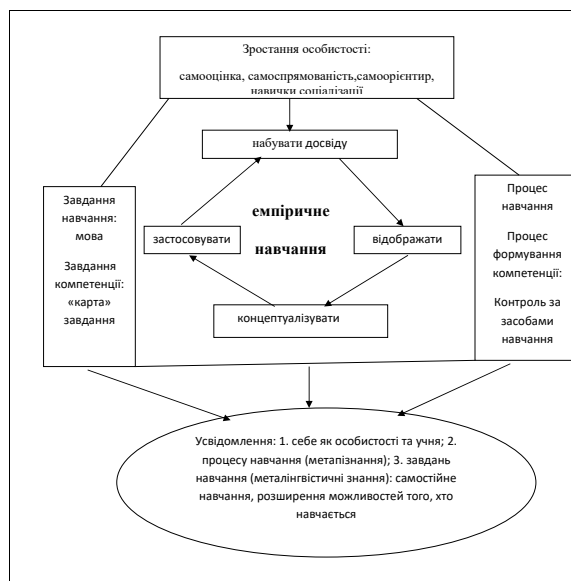 Зростання особистості:
самооцінка, самоспрямованість,самоорієнтир,
навички соціалізації
набувати досвіду
Завдання
навчання:
мова
Завдання
компетенції:
«карта»
завдання
застосовувати
емпіричне
навчання
відображати
концептуалізувати
Процес
навчання
Процес
формування
компетенції:
Контроль за
засобами
навчання
Усвідомлення: 1. себе як особистості та учня; 2.
процесу навчання (метапізнання); 3. завдань
навчання (металінгвістичні знання): самостійне
навчання, розширення можливостей того, хто
навчається